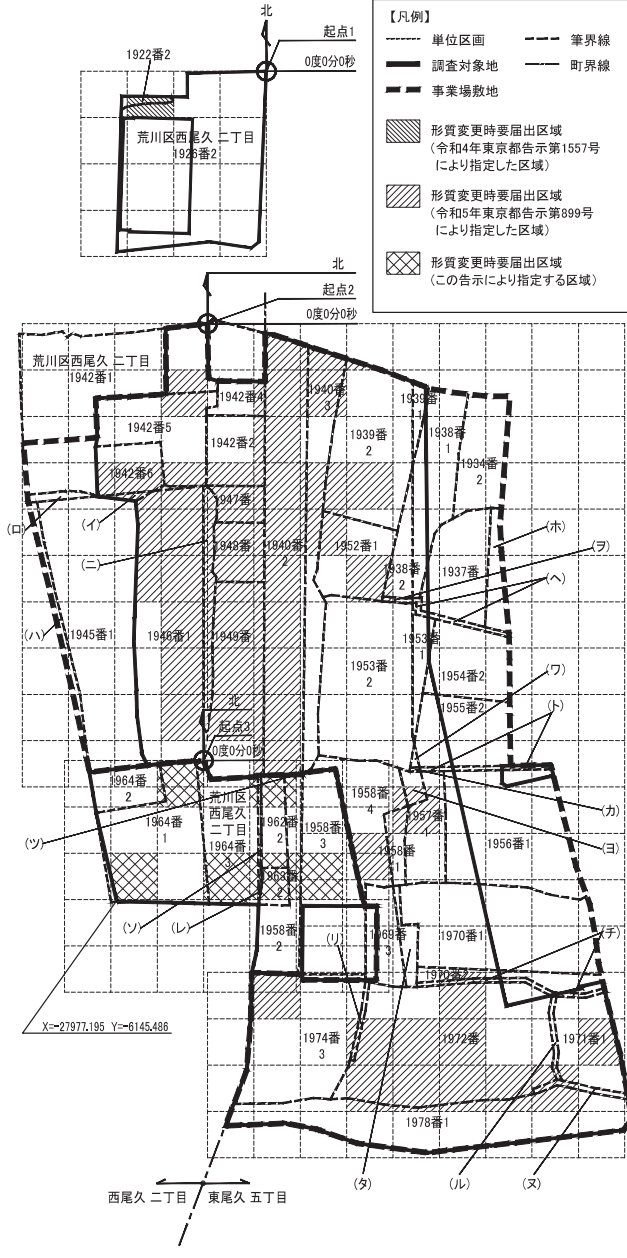 北
起点1
0度0分0秒
1922番2
荒川区西尾久 二丁目
1926番2
【凡例】
単位区画
筆界線
調査対象地
町界線
事業場敷地
形質変更時要届出区域
(令和4年東京都告示第1557号
により指定した区域)
形質変更時要届出区域
(令和5年東京都告示第899号
により指定した区域)
形質変更時要届出区域
(この告示により指定する区域)
北
起点2
0度0分0秒
荒川区西尾久 二丁目
1942番1
1942番4
1940番
3
1939番
1
1942番5
1942番2
1939番
2
1938番
1
1934番
2
1942番6
1947番
(ロ)
(イ)
(ホ)
(ニ)
1948番
1940番
2
1952番1
1938番
2
1937番
(ヲ)
(ヘ)
(ハ)
1945番1
1946番1
1949番
1953番
1
1953番
2
1954番2
1955番2
(ワ)
(ト)
北
起点3
0度0分0秒
1964番
2
荒川区
西尾久
二丁目
1964番
3
1964番
1
1962番
2
1958番
3
1958番
4
1957番
1
(カ)
(ヨ)
(ツ)
1958番
1
1956番1
1963番
(ソ)
(レ)
1958番
2
(リ)
1969番
3
1970番1
(チ)
1970番2
X=-27977.195 Y=-6145.486
1974番
3
1972番
1971番1
1978番1
(タ)
(ル)
(ヌ)
西尾久 二丁目
東尾久 五丁目